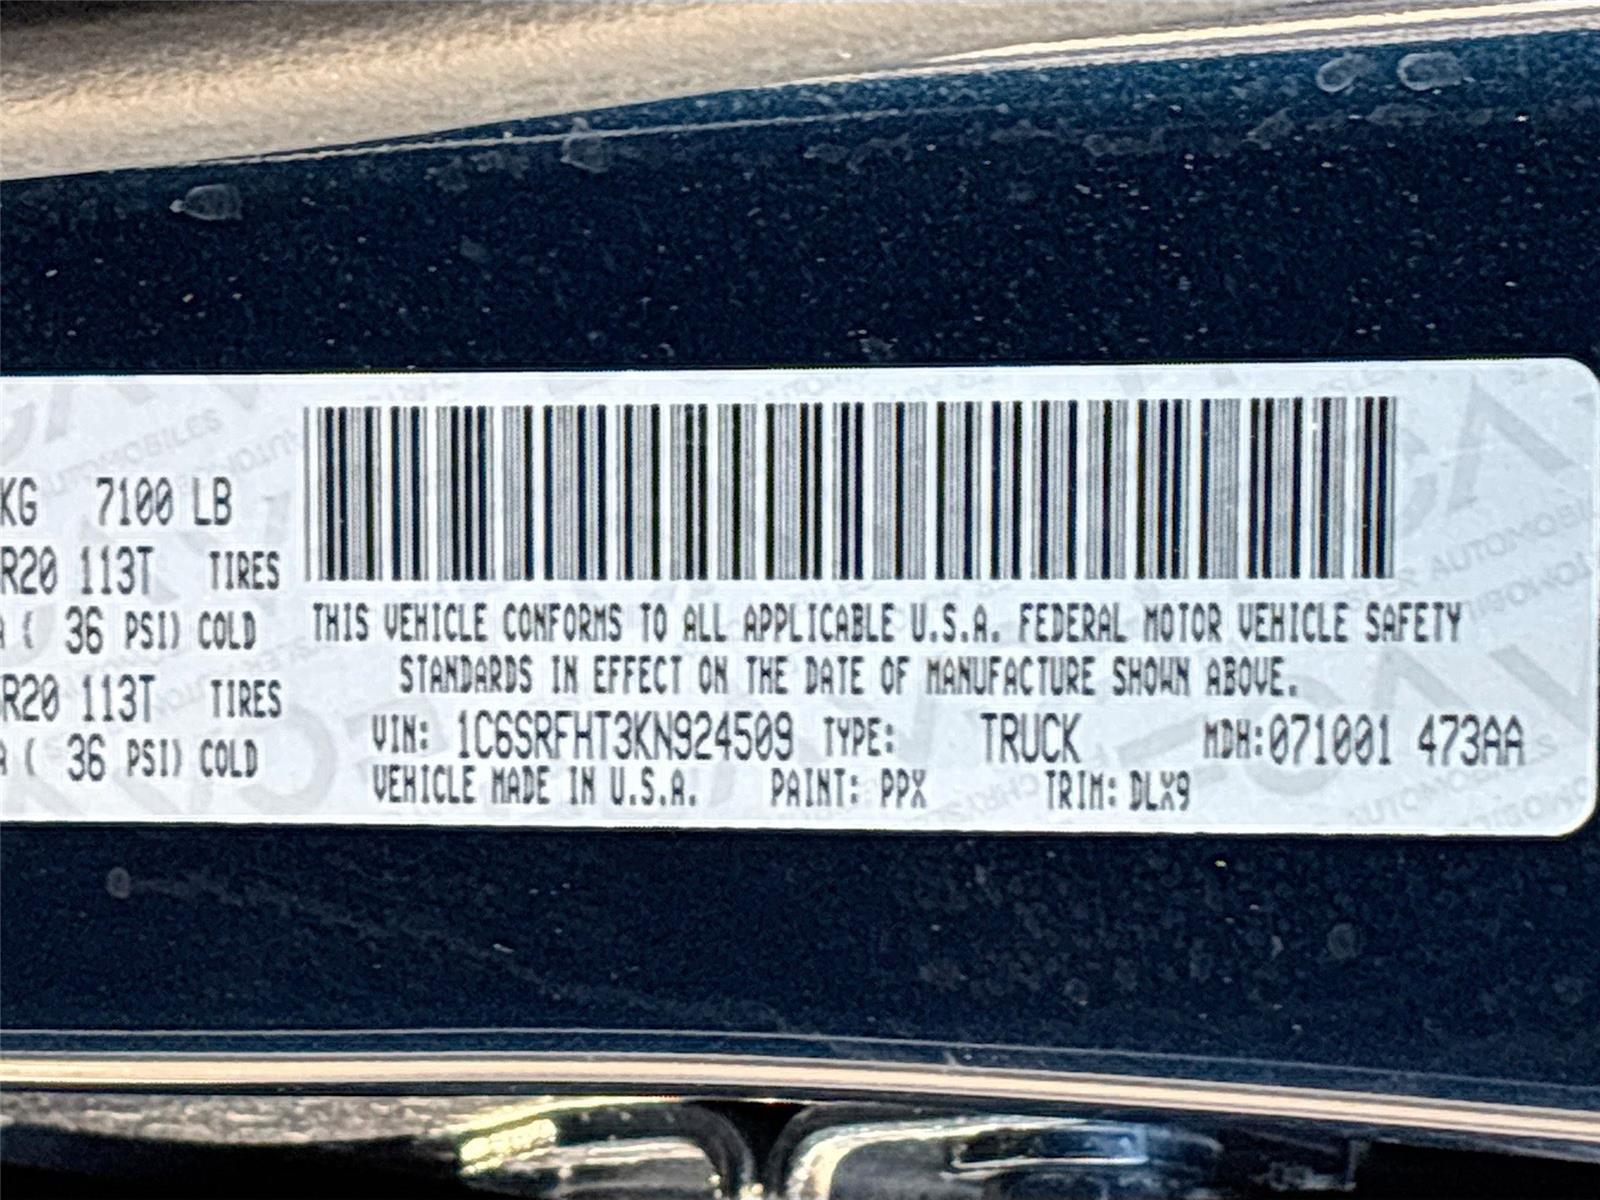 KG 7100 LB
R20 113T TIRES
( 36 PSI) COLD
R20 113T TIRES
( 36 PSI) COLD
THIS VEHICLE CONFORMS TO ALL APPLICABLE U.S.A. FEDERAL MOTOR VEHICLE SAFETY
STANDARDS IN EFFECT ON THE DATE OF MANUFACTURE SHOWN ABOVE.
VIN: 1C6SRFHT3KN924509 TYPE: TRUCK MDH:071001 473AA
VEHICLE MADE IN U.S.A. PAINT: PPX TRIM: DLX9